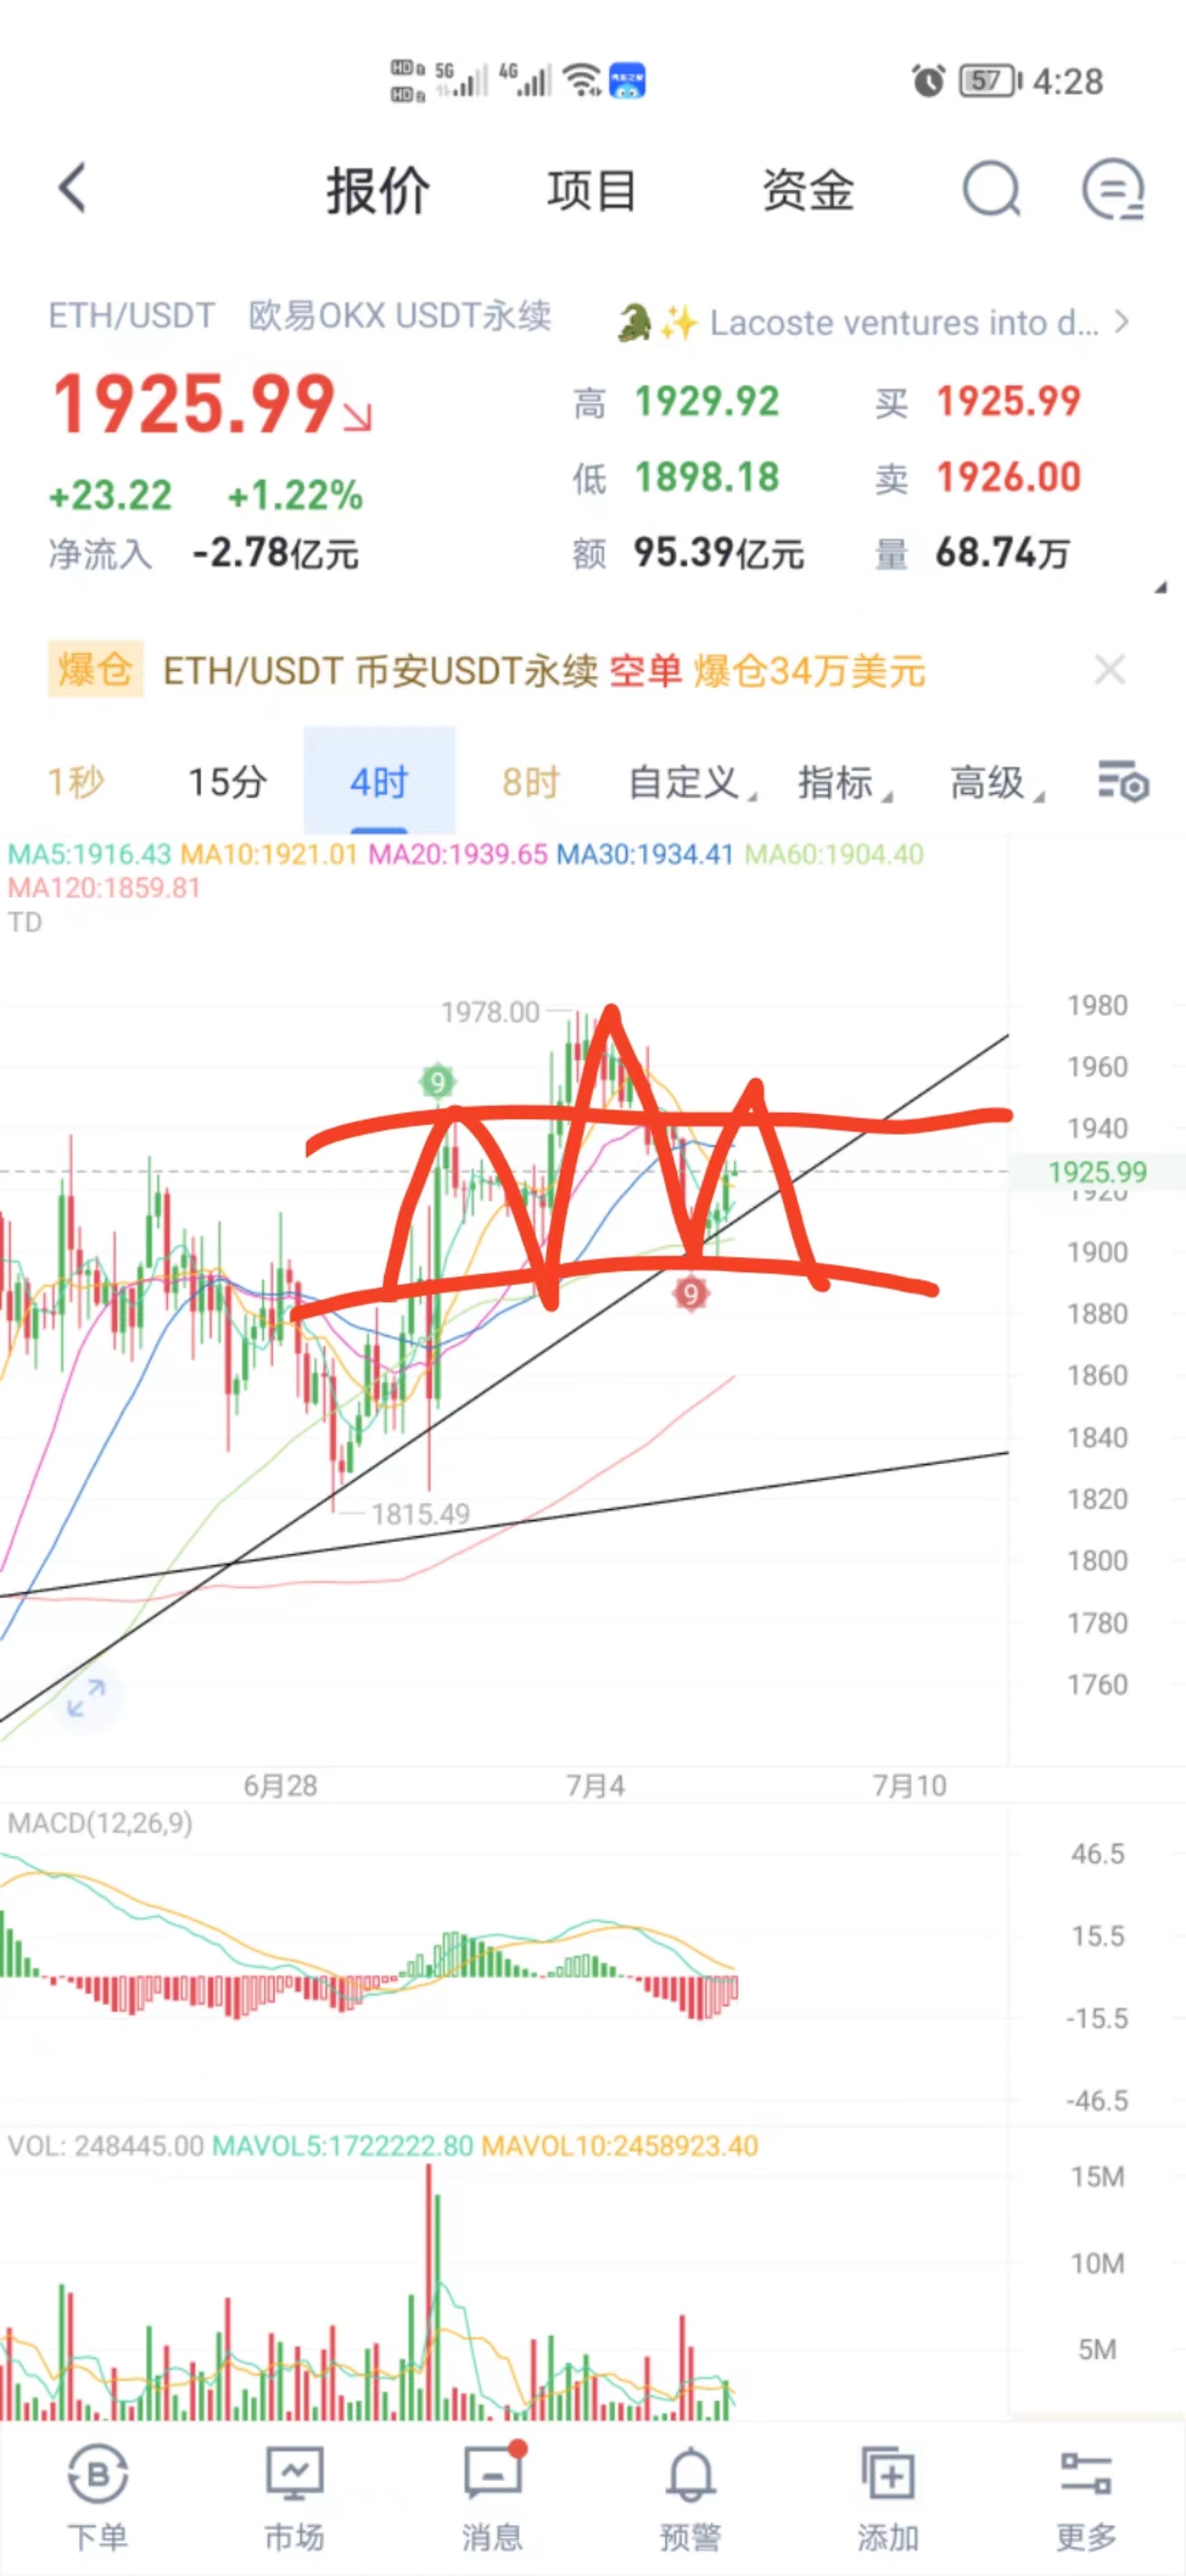 HD 1 5G 4G 汽车之家 57 4:28
HD 2
报价 项目 资金
ETH/USDT 欧易OKX USDT永续 Lacoste ventures into d...
1925.99 高 1929.92 买 1925.99
+23.22 +1.22% 低 1898.18 卖 1926.00
净流入 -2.78亿元 额 95.39亿元 量 68.74万
爆仓 ETH/USDT 币安USDT永续 空单 爆仓34万美元
1秒 15分 4时 8时 自定义 指标 高级
MA5:1916.43 MA10:1921.01 MA20:1939.65 MA30:1934.41 MA60:1904.40
MA120:1859.81
TD
1978.00 1980
1960
9
1940
1925.99
1920
1900
9
1880
1860
1840
1815.49 1820
1800
1780
1760
6月28 7月4 7月10
MACD(12,26,9)
46.5
15.5
-15.5
-46.5
VOL: 248445.00 MAVOL5:1722222.80 MAVOL10:2458923.40
15M
10M
5M
B
下单 市场 消息 预警 添加 更多